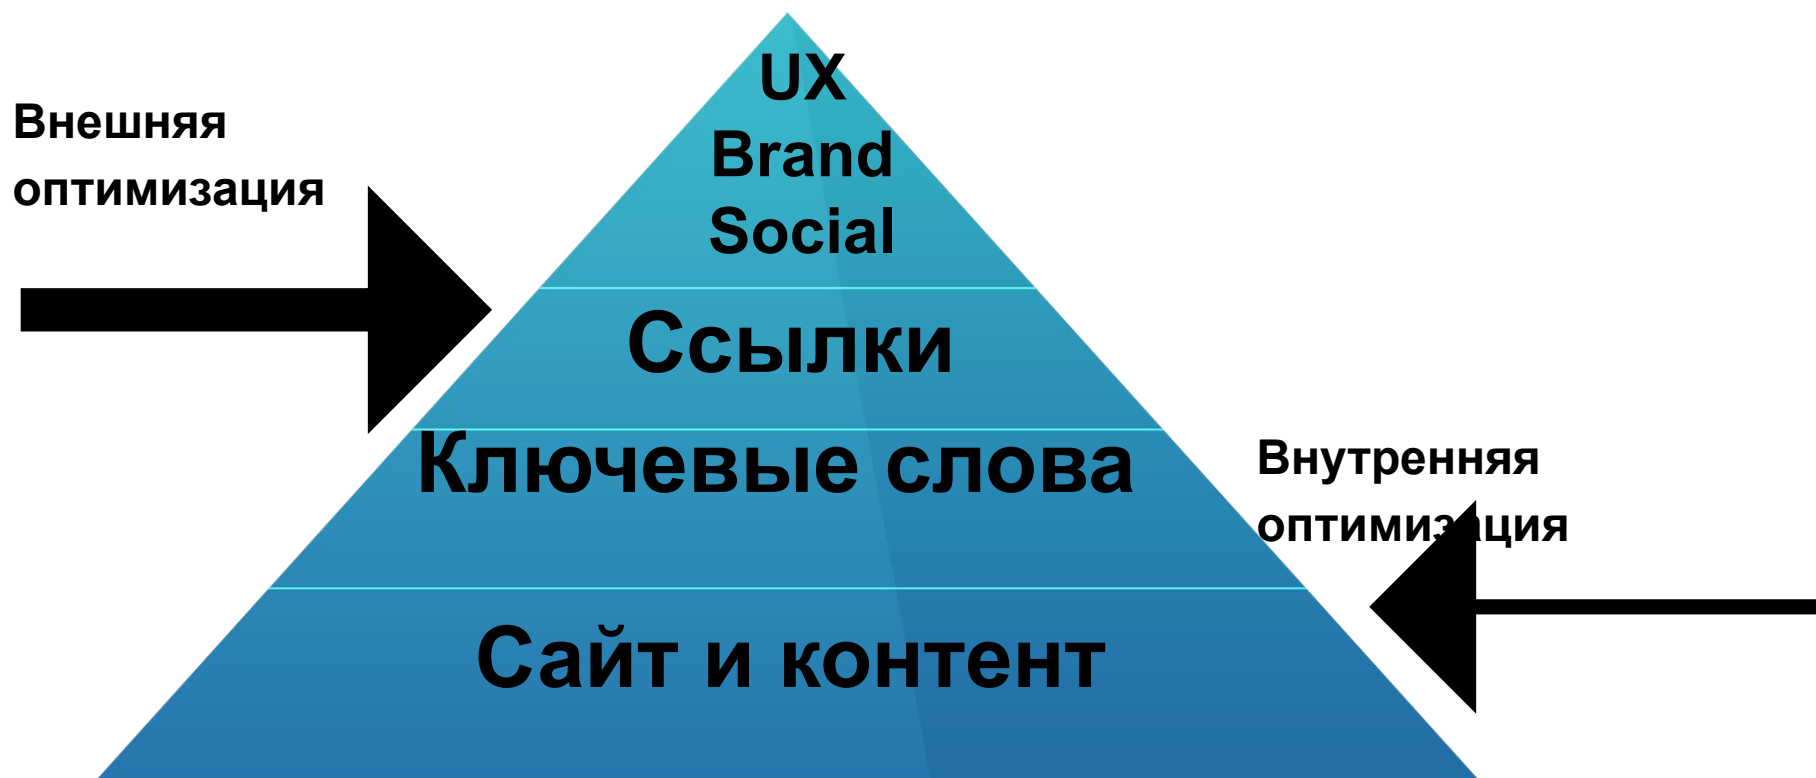 UX
Brand
Social
Внешняя
оптимизация
Ссылки
Ключевые слова
Внутренняя
оптимизация
Сайт и контент